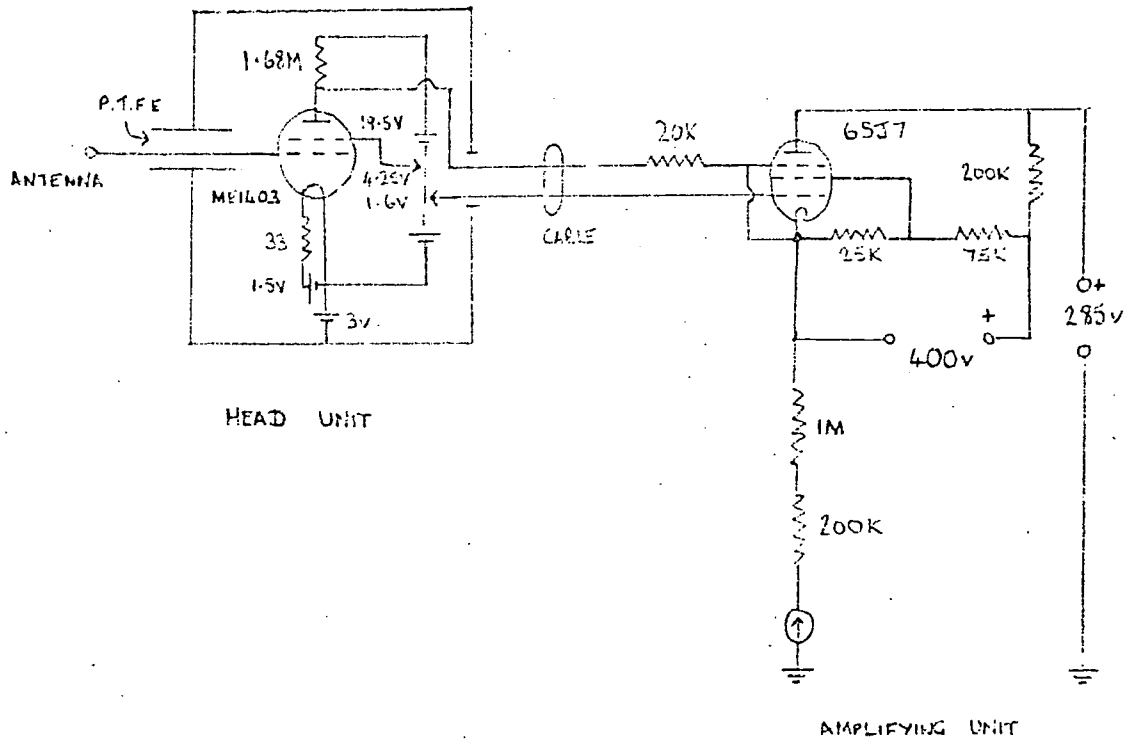 1.68M
P.T.FE
19.5V
4.25V
1.6V
ANTENNA
ME1403
33
1.5V
3V.
HEAD UNIT
CABLE
20K
6SJ7
200K
25K
75K
+
400V
+
285V
1M
200K
AMPLIFYING UNIT